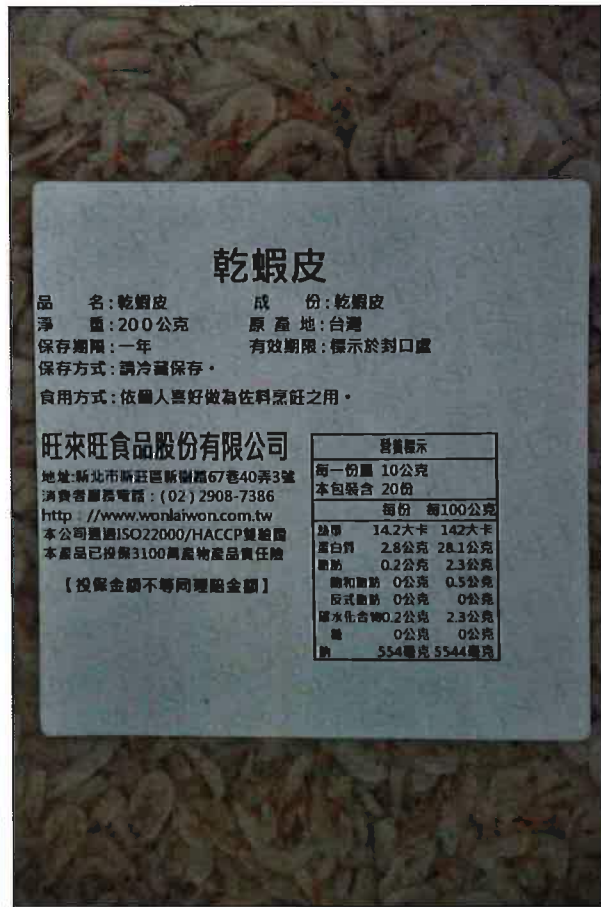 乾蝦皮
品 名:乾蝦皮 成 份:乾蝦皮
淨 重:200公克 原產地:台灣
保存期限:一年 有效期限:標示於封口處
保存方式:請冷藏保存。
食用方式:依個人喜好做為佐料烹飪之用。
旺來旺食品股份有限公司
地址:新北市新莊區新樹路67巷40弄3號
消費者服務電話:(02)2908-7386
http://www.wonlaiwon.com.tw
本公司通過ISO22000/HACCP雙驗證
本產品已投保3100萬產物產品責任險
【投保金額不等同理賠金額】
營養標示
每一份量 10公克
本包裝含 20份
每份 每100公克
熱量 14.2大卡 142大卡
蛋白質 2.8公克 28.1公克
脂肪 0.2公克 2.3公克
飽和脂肪 0公克 0.5公克
反式脂肪 0公克 0公克
碳水化合物0.2公克 2.3公克
糖 0公克 0公克
鈉 554毫克 5544毫克